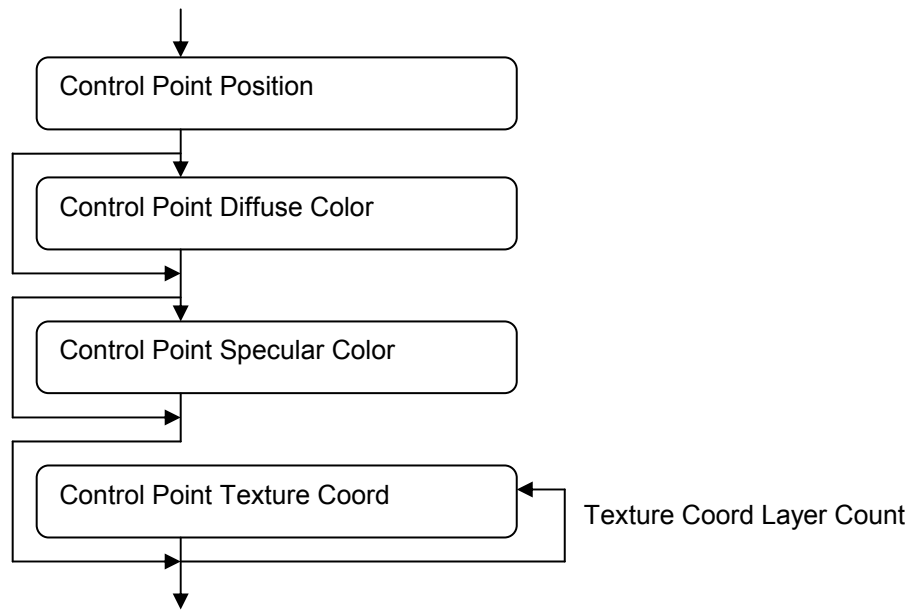 Control Point Position
Control Point Diffuse Color
Control Point Specular Color
Control Point Texture Coord
Texture Coord Layer Count